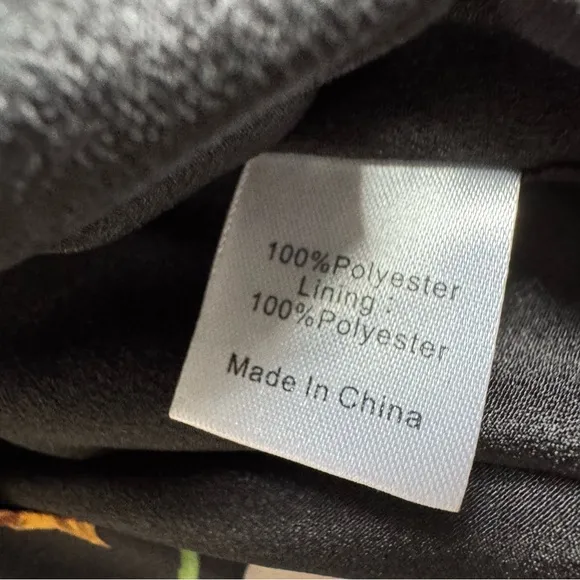 100%Polyester
Lining :
100%Polyester
Made In China